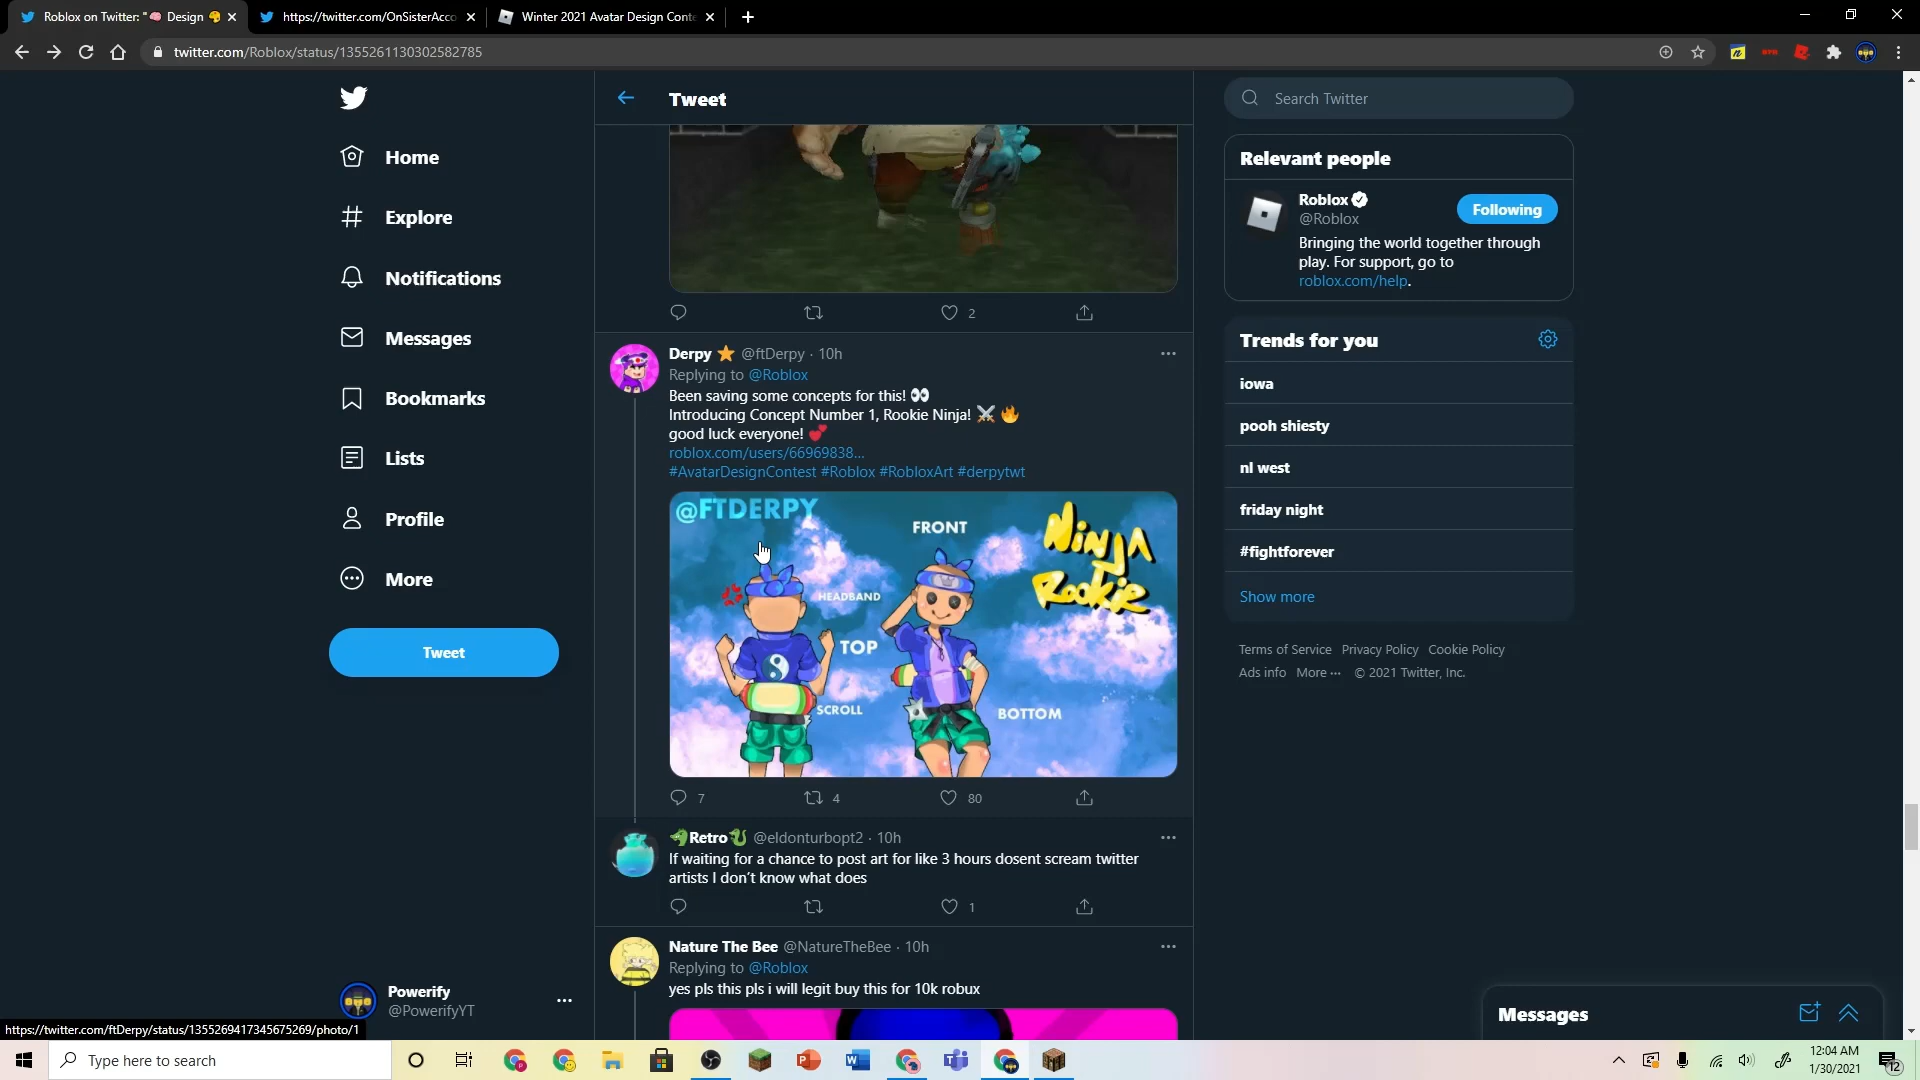 Roblox on Twitter: "🧠 Design
https://twitter.com/OnSisterAcco
Winter 2021 Avatar Design Conte
twitter.com/Roblox/status/1355261130302582785
Home
Explore
Notifications
Messages
Bookmarks
Lists
Profile
More
Tweet
Powerify
@PowerifyYT
https://twitter.com/ftDerpy/status/1355269417345675269/photo/1
Tweet
2
Derpy ⭐ @ftDerpy · 10h
Replying to @Roblox
Been saving some concepts for this! 👀
Introducing Concept Number 1, Rookie Ninja! ⚔️ 🔥
good luck everyone! 💕
roblox.com/users/66969838...
#AvatarDesignContest #Roblox #RobloxArt #derpytwt
@FTDERPY
FRONT
Ninja
Rookie
HEADBAND
TOP
SCROLL
BOTTOM
7 4 80
🐲Retro🐍 @eldonturbopt2 · 10h
If waiting for a chance to post art for like 3 hours dosent scream twitter
artists I don't know what does
1
Nature The Bee @NatureTheBee · 10h
Replying to @Roblox
yes pls this pls i will legit buy this for 10k robux
Search Twitter
Relevant people
Roblox
@Roblox
Following
Bringing the world together through
play. For support, go to
roblox.com/help.
Trends for you
iowa
pooh shiesty
nl west
friday night
#fightforever
Show more
Terms of Service Privacy Policy Cookie Policy
Ads info More ··· © 2021 Twitter, Inc.
Messages
Type here to search
12:04 AM
1/30/2021
12